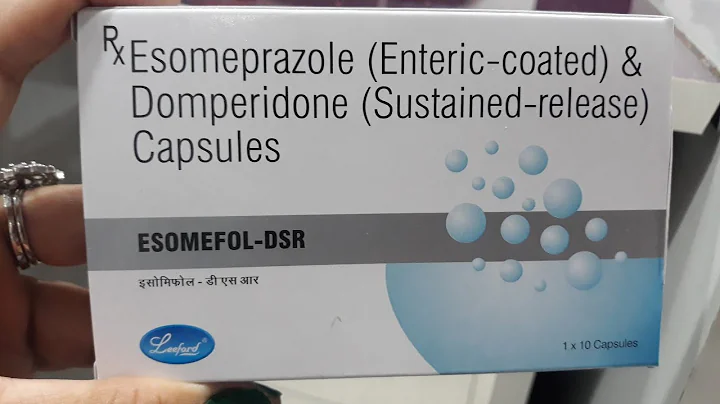 Rx Esomeprazole (Enteric-coated) &
Domperidone (Sustained-release)
Capsules
ESOMEFOL-DSR
इसोमिफोल - डी एस आर
Leeford®
1 x 10 Capsules